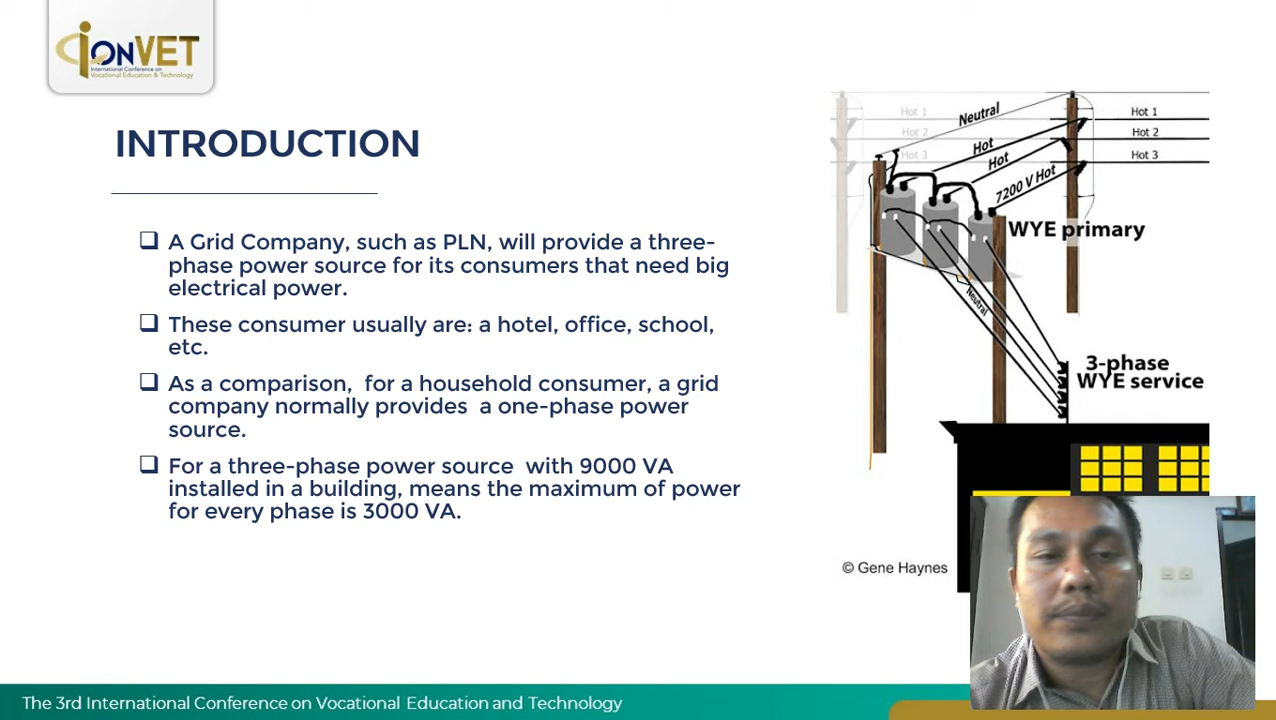 ionVET
International Conference on
Vocational Education & Technology
INTRODUCTION
A Grid Company, such as PLN, will provide a three-
phase power source for its consumers that need big
electrical power.
These consumer usually are: a hotel, office, school,
etc.
As a comparison, for a household consumer, a grid
company normally provides a one-phase power
source.
For a three-phase power source with 9000 VA
installed in a building, means the maximum of power
for every phase is 3000 VA.
Hot 1
Hot 2
Hot 3
Neutral
Hot
Hot
7200 V Hot
Hot 1
Hot 2
Hot 3
WYE primary
Neutral
3-phase
WYE service
© Gene Haynes
The 3rd International Conference on Vocational Education and Technology